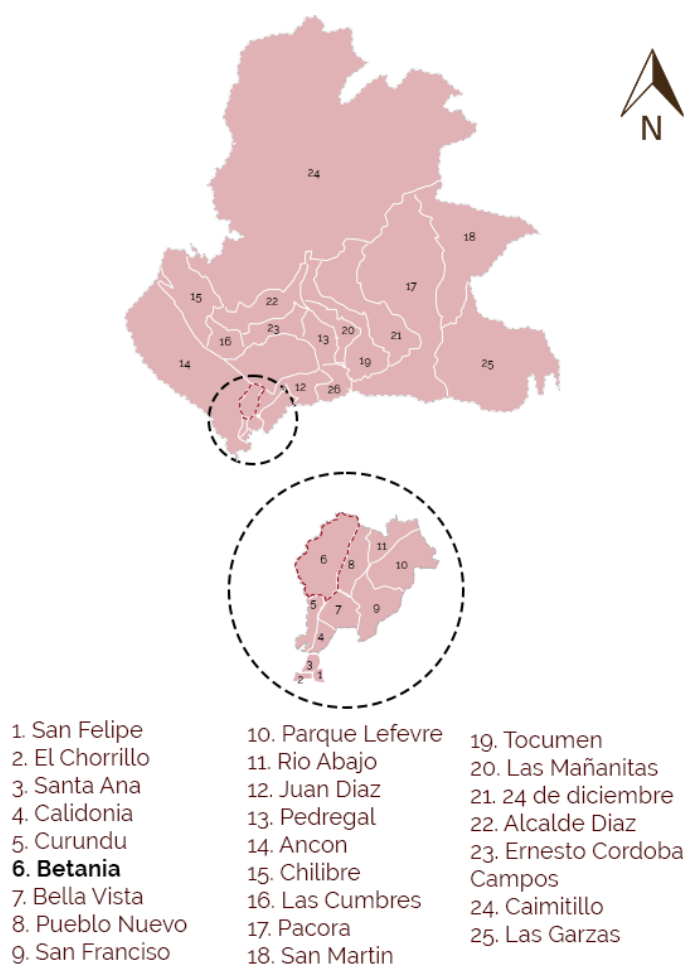 N
24
18
17
15
22
23
16
13
20
21
14
19
25
12
26
11
6
8
10
5
7
9
4
3
2
1
1. San Felipe
2. El Chorrillo
3. Santa Ana
4. Calidonia
5. Curundu
6. Betania
7. Bella Vista
8. Pueblo Nuevo
9. San Franciso
10. Parque Lefevre
11. Rio Abajo
12. Juan Diaz
13. Pedregal
14. Ancon
15. Chilibre
16. Las Cumbres
17. Pacora
18. San Martin
19. Tocumen
20. Las Mañanitas
21. 24 de diciembre
22. Alcalde Diaz
23. Ernesto Cordoba
Campos
24. Caimitillo
25. Las Garzas